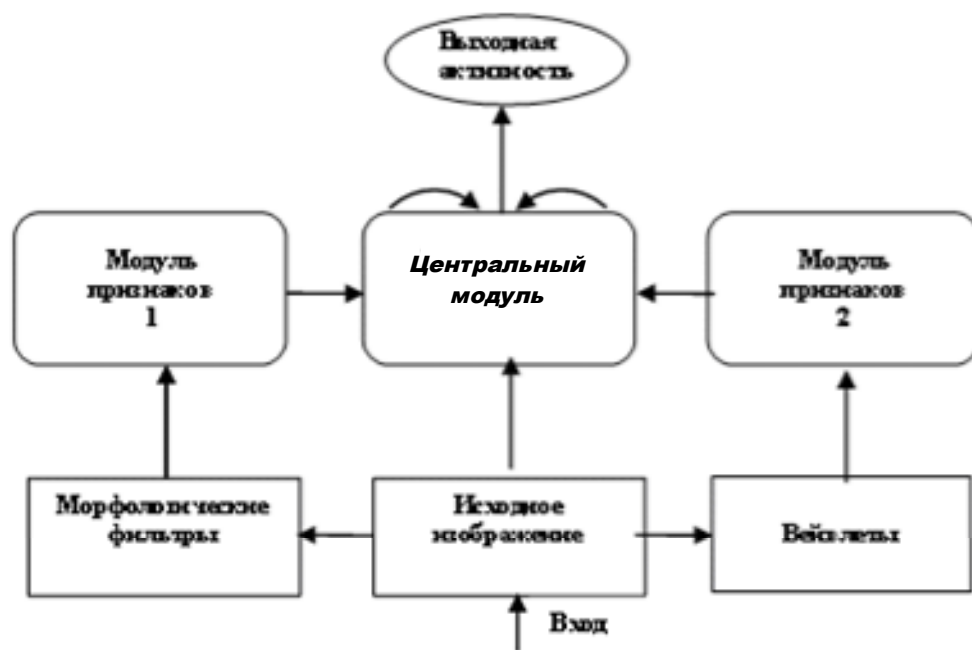 Выходная
активность
Модуль
признаков
1
Центральный
модуль
Модуль
признаков
2
Морфологические
фильтры
Исходное
изображение
Вейвлеты
Вход